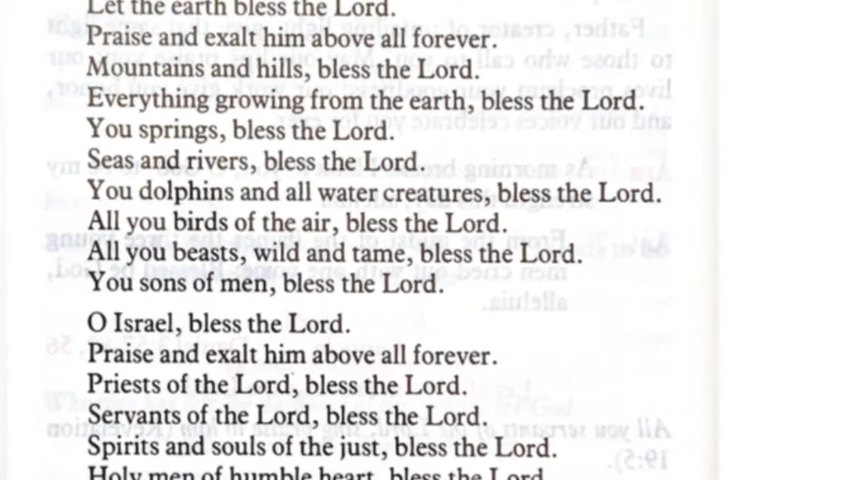 Let the earth bless the Lord.
Praise and exalt him above all forever.
Mountains and hills, bless the Lord.
Everything growing from the earth, bless the Lord.
You springs, bless the Lord.
Seas and rivers, bless the Lord.
You dolphins and all water creatures, bless the Lord.
All you birds of the air, bless the Lord.
All you beasts, wild and tame, bless the Lord.
You sons of men, bless the Lord.
O Israel, bless the Lord.
Praise and exalt him above all forever.
Priests of the Lord, bless the Lord.
Servants of the Lord, bless the Lord.
Spirits and souls of the just, bless the Lord.
Holy men of humble heart, bless the Lord